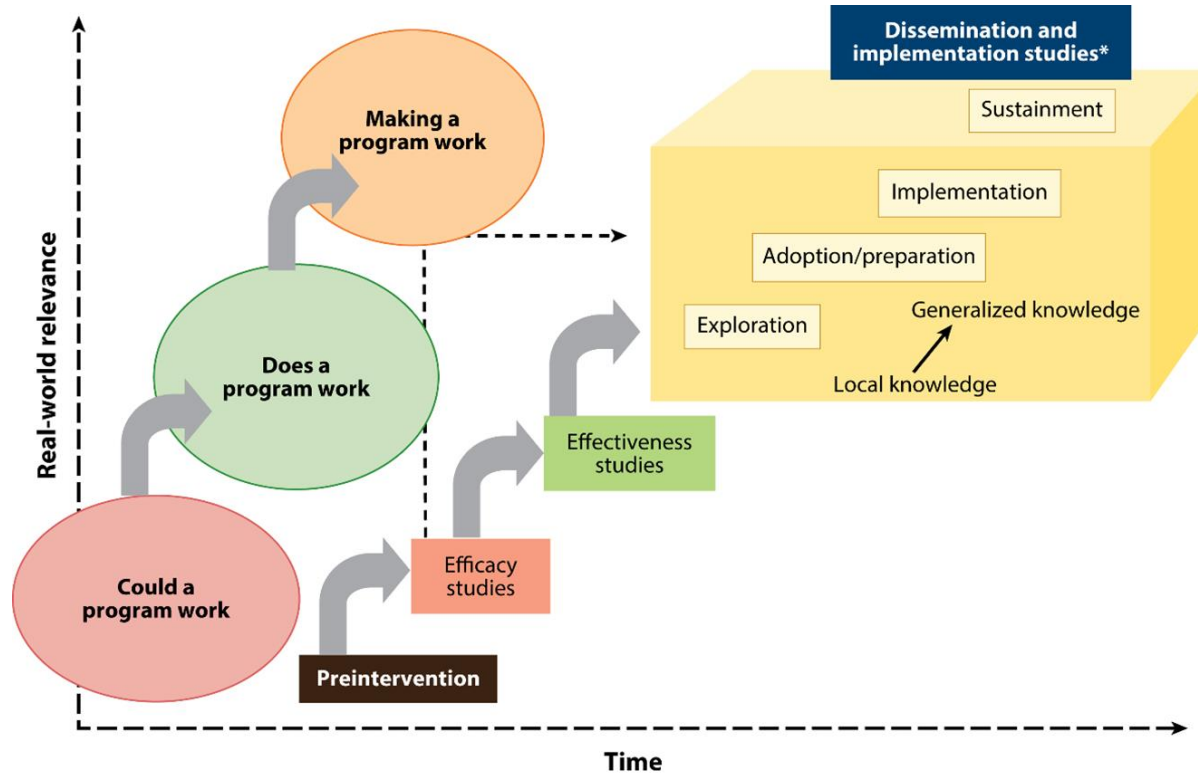 Dissemination and
implementation studies*
Sustainment
Making a
program work
Implementation
Adoption/preparation
Generalized knowledge
Exploration
Local knowledge
Does a
program work
Effectiveness
studies
Efficacy
studies
Could a
program work
Preintervention
Real-world relevance
Time